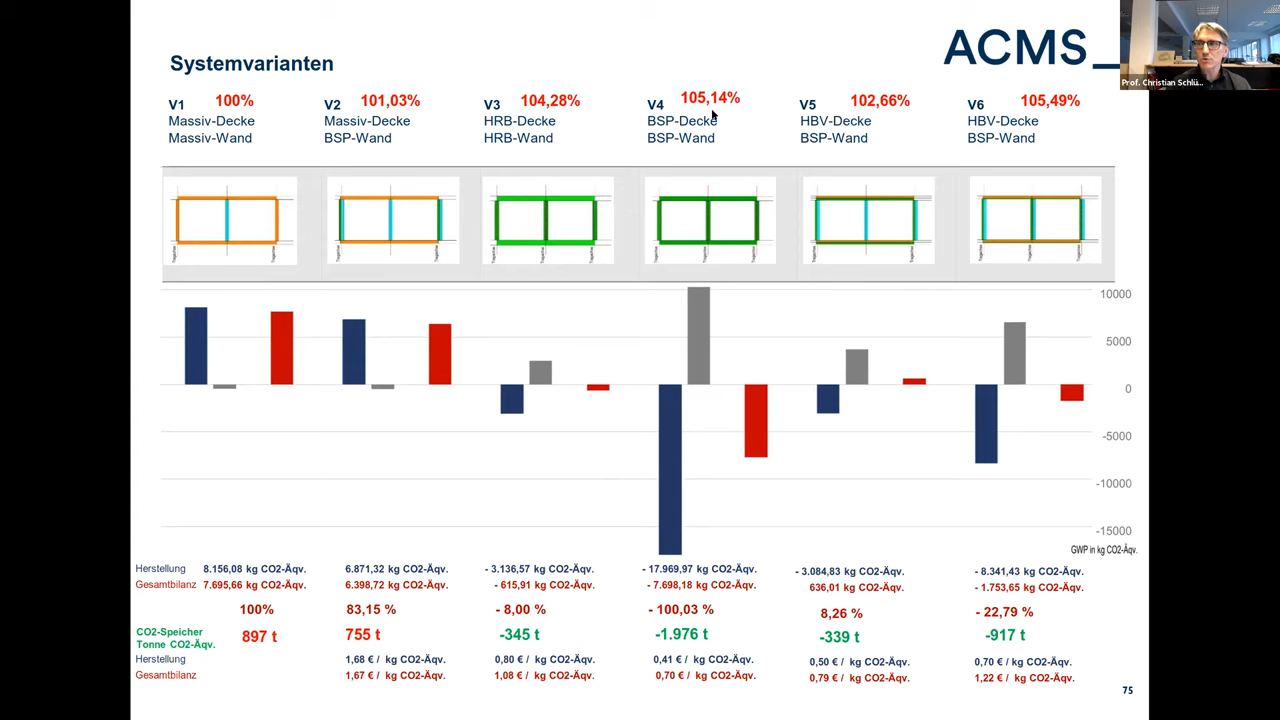 Systemvarianten
ACMS_
Prof. Christian Schlü...
V1 100%
Massiv-Decke
Massiv-Wand
V2 101,03%
Massiv-Decke
BSP-Wand
V3 104,28%
HRB-Decke
HRB-Wand
V4 105,14%
BSP-Decke
BSP-Wand
V5 102,66%
HBV-Decke
BSP-Wand
V6 105,49%
HBV-Decke
BSP-Wand
10000
5000
0
-5000
-10000
-15000
GWP in kg CO2-Äqv.
Herstellung 8.156,08 kg CO2-Äqv. 6.871,32 kg CO2-Äqv. - 3.136,57 kg CO2-Äqv. - 17.969,97 kg CO2-Äqv. - 3.084,83 kg CO2-Äqv. - 8.341,43 kg CO2-Äqv.
Gesamtbilanz 7.695,66 kg CO2-Äqv. 6.398,72 kg CO2-Äqv. - 615,91 kg CO2-Äqv. - 7.698,18 kg CO2-Äqv. 636,01 kg CO2-Äqv. - 1.753,65 kg CO2-Äqv.
100% 83,15 % - 8,00 % - 100,03 % 8,26 % - 22,79 %
CO2-Speicher
Tonne CO2-Äqv.
897 t 755 t -345 t -1.976 t -339 t -917 t
Herstellung 1,68 € / kg CO2-Äqv. 0,80 € / kg CO2-Äqv. 0,41 € / kg CO2-Äqv. 0,50 € / kg CO2-Äqv. 0,70 € / kg CO2-Äqv.
Gesamtbilanz 1,67 € / kg CO2-Äqv. 1,08 € / kg CO2-Äqv. 0,70 € / kg CO2-Äqv. 0,79 € / kg CO2-Äqv. 1,22 € / kg CO2-Äqv.
75